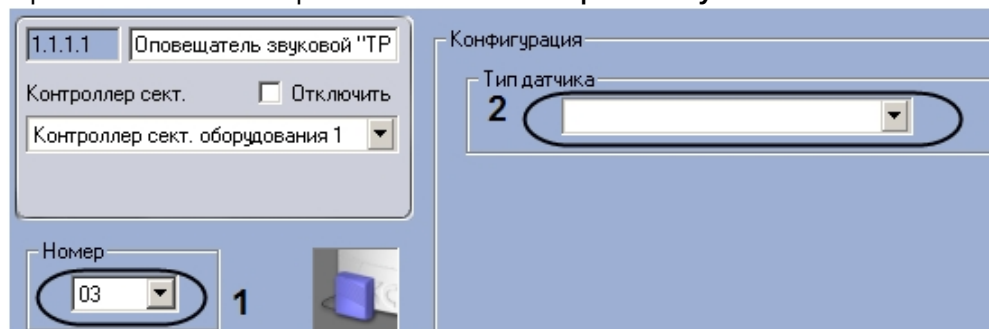 1.1.1.1 Оповещатель звуковой "ТР
Контроллер сект. Отключить
Контроллер сект. оборудования 1
Номер
03 1
Конфигурация
Тип датчика
2